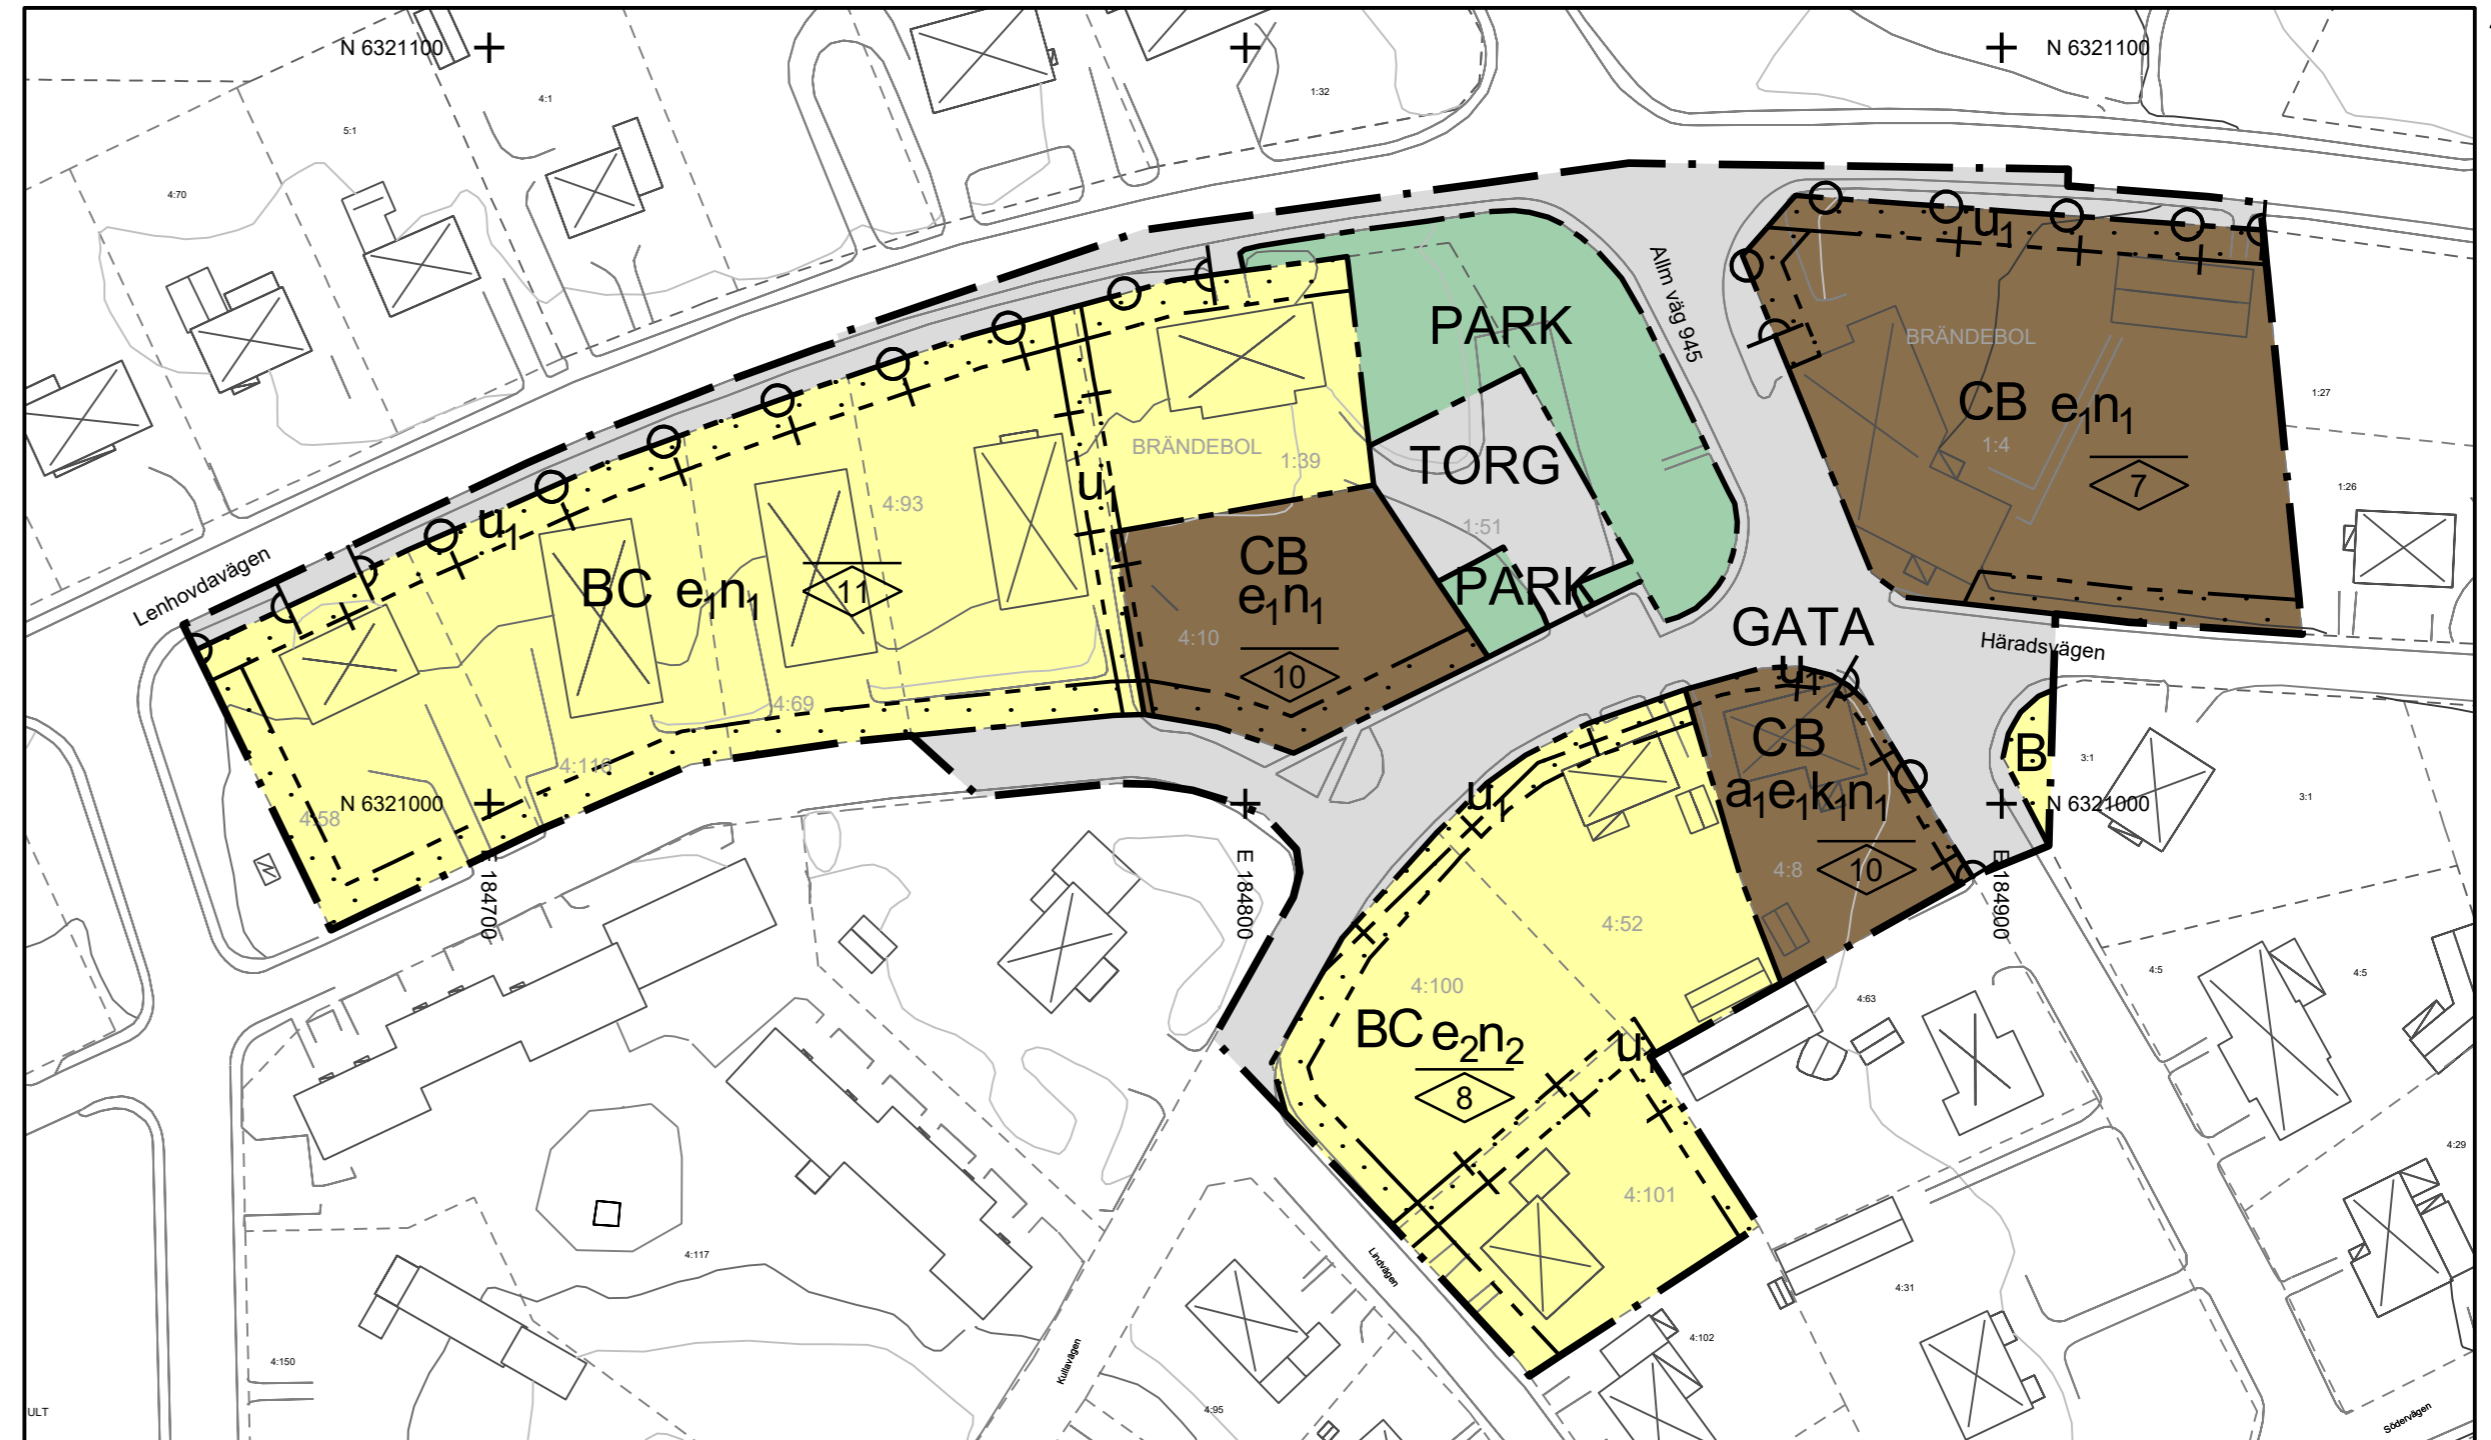 N 6321100
N 6321100
4:1
5:1
1:32
4:70
Allm väg 945
PARK
u1
BRÄNDEBOL
CB e1n1
1:4
7
1:27
1:26
BRÄNDEBOL
1:39
TORG
1:51
u1
4:93
u1
Lenhovdavägen
BC e1n1
11
CB
e1n1
4:10
10
PARK
GATA
Häradsvägen
u1
4:69
4:116
4:58
N 6321000
E 184700
E 184800
CB
a1e1k1n1
4:8
10
B
3:1
3:1
N 6321000
E 184900
u1
4:52
4:100
BC e2n2
8
u1
4:101
4:63
4:5
4:5
4:29
4:31
4:102
4:117
4:150
4:95
Lindvägen
Kullavägen
Södervägen
ULT